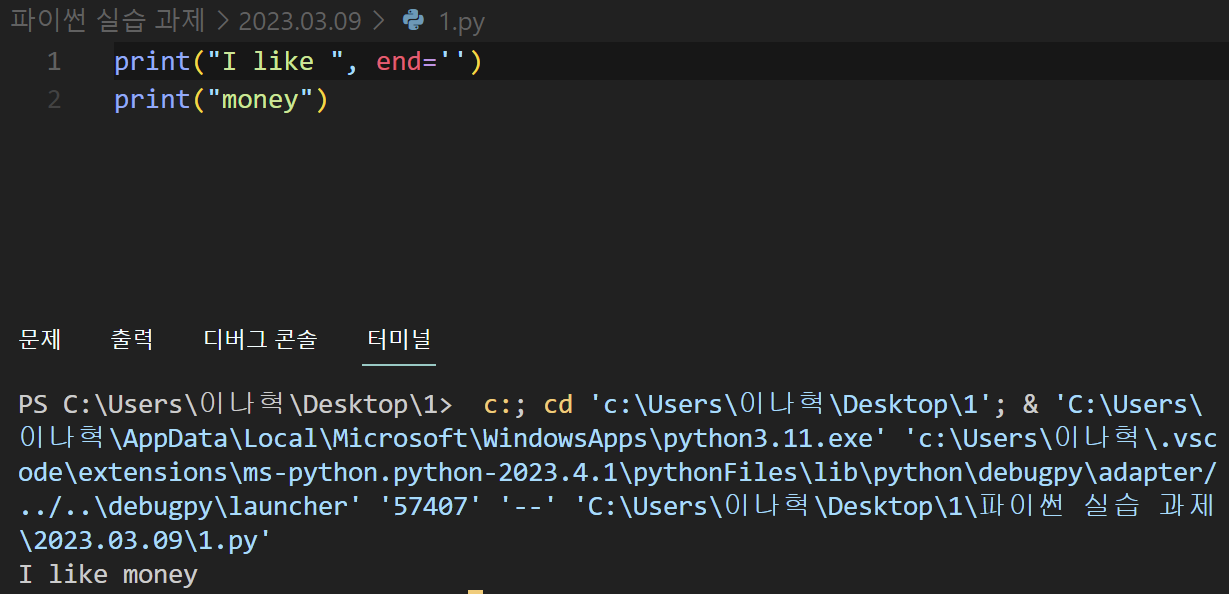 파이썬 실습 과제 > 2023.03.09 > 1.py
1 print("I like ", end='')
2 print("money")
문제 출력 디버그 콘솔 터미널
PS C:\Users\이나혁\Desktop\1>  c:; cd 'c:\Users\이나혁\Desktop\1'; & 'C:\Users\
이나혁\AppData\Local\Microsoft\WindowsApps\python3.11.exe' 'c:\Users\이나혁\.vsc
ode\extensions\ms-python.python-2023.4.1\pythonFiles\lib\python\debugpy\adapter/
../..\debugpy\launcher' '57407' '--' 'C:\Users\이나혁\Desktop\1\파이썬 실습 과제
\2023.03.09\1.py'
I like money